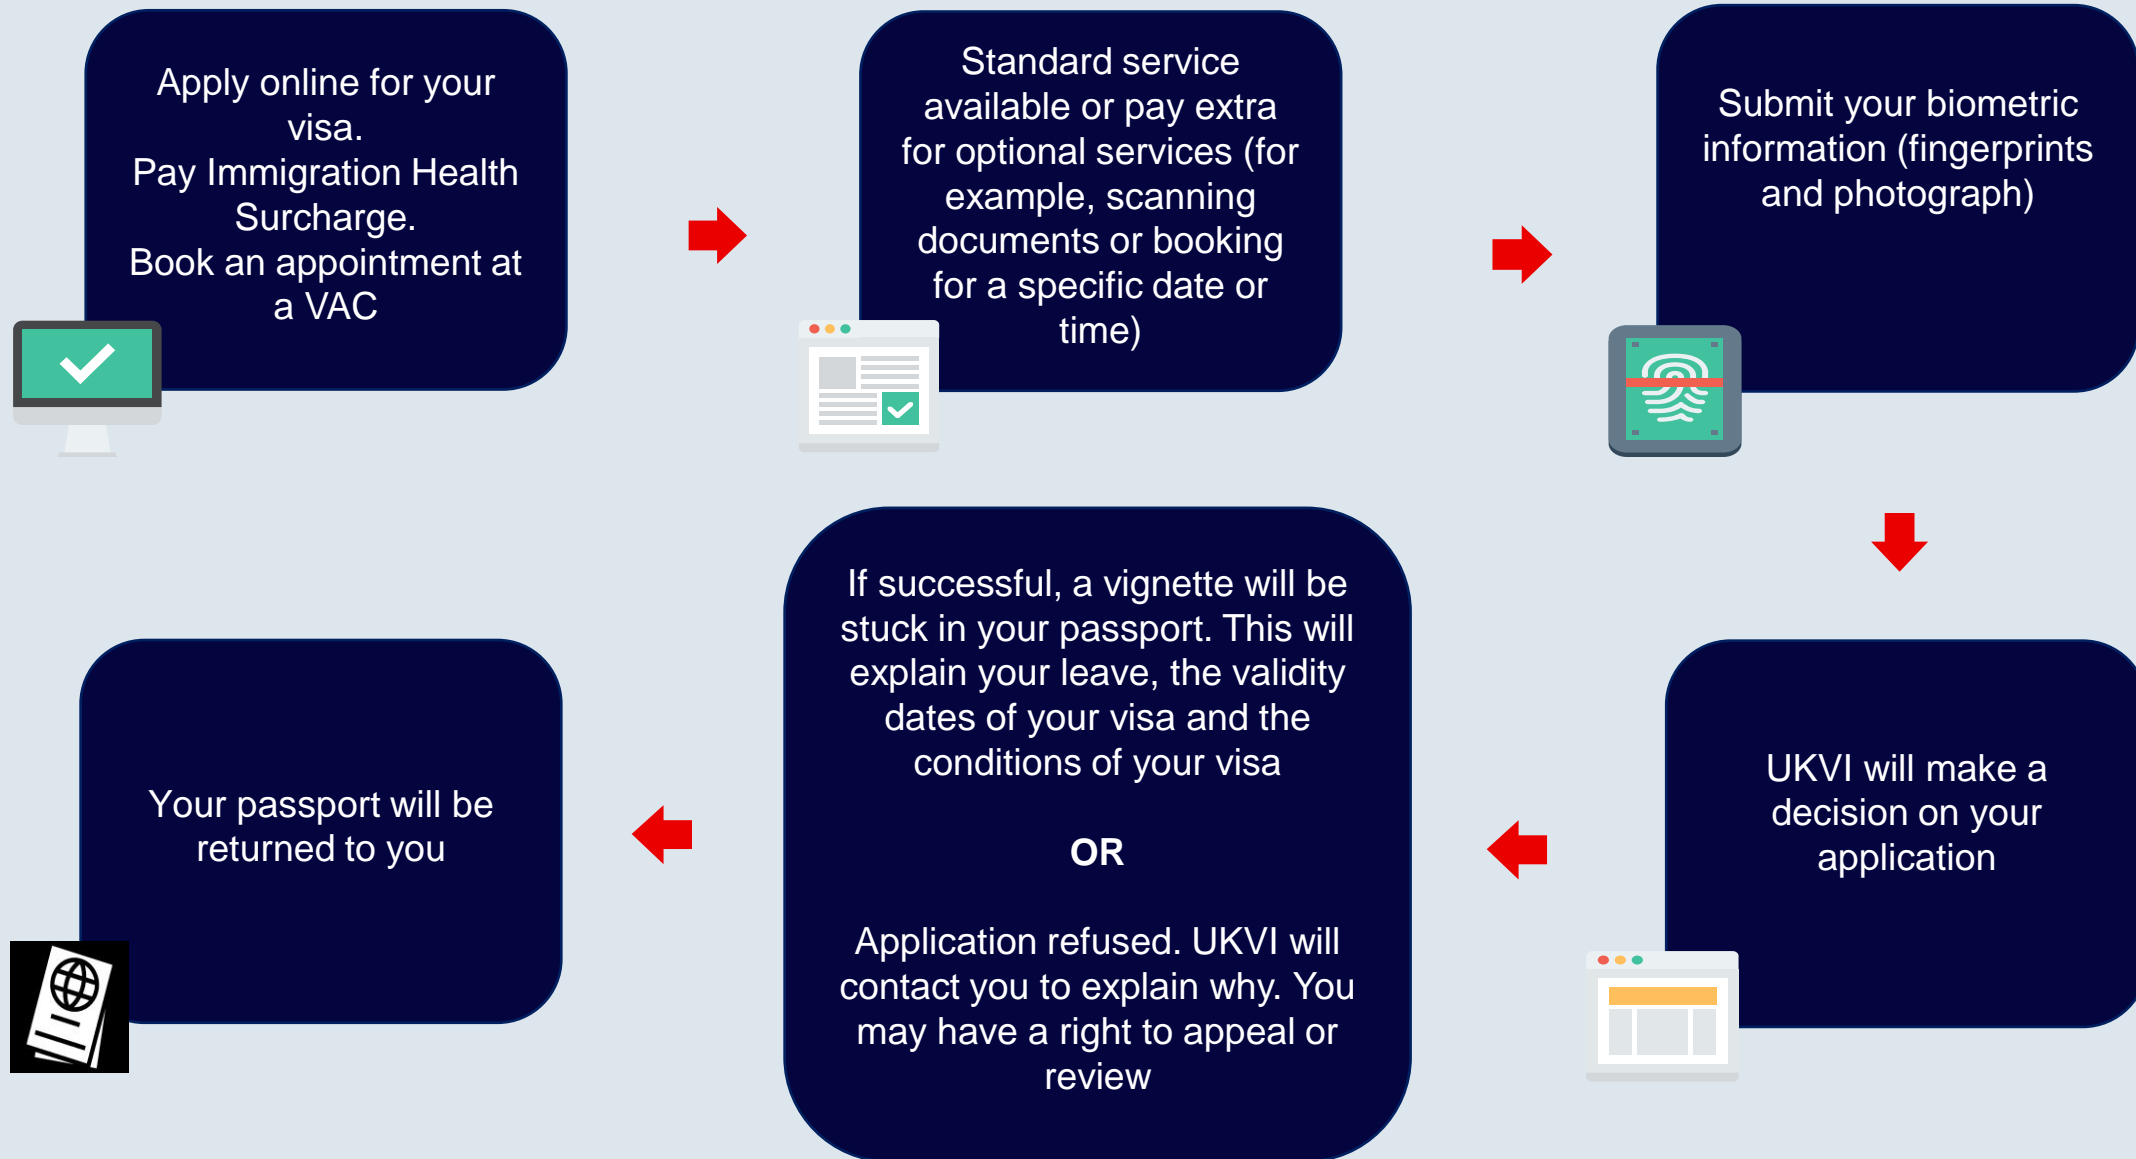 Apply online for your
visa.
Pay Immigration Health
Surcharge.
Book an appointment at
a VAC
Standard service
available or pay extra
for optional services (for
example, scanning
documents or booking
for a specific date or
time)
Submit your biometric
information (fingerprints
and photograph)
UKVI will make a
decision on your
application
If successful, a vignette will be
stuck in your passport. This will
explain your leave, the validity
dates of your visa and the
conditions of your visa
OR
Application refused. UKVI will
contact you to explain why. You
may have a right to appeal or
review
Your passport will be
returned to you